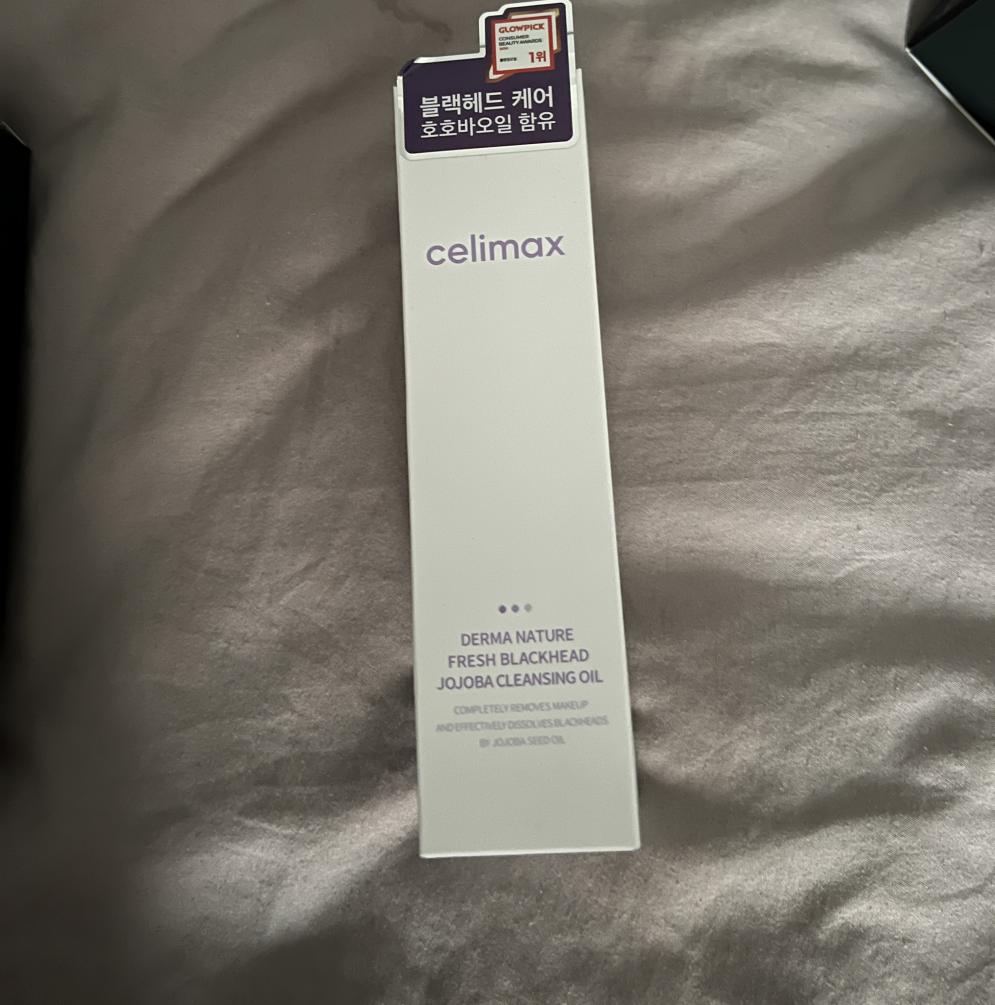 GLOWPICK
CONSUMER
BEAUTY AWARDS
1위
블랙헤드 케어
호호바오일 함유
celimax
DERMA NATURE
FRESH BLACKHEAD
JOJOBA CLEANSING OIL
COMPLETELY REMOVES MAKEUP
AND EFFECTIVELY DISSOLVES BLACKHEADS
BY JOJOBA SEED OIL